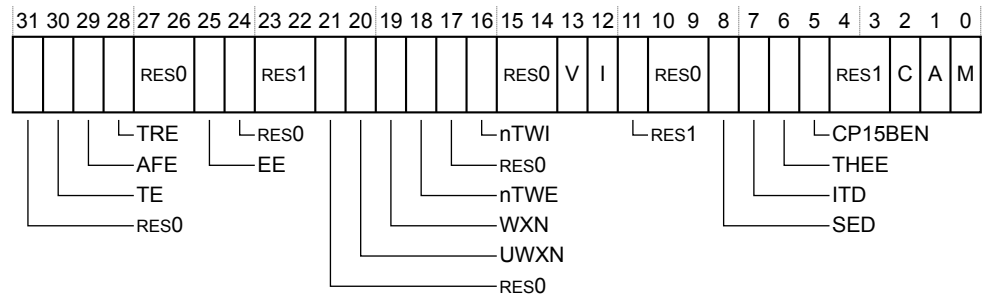 31 30 29 28 27 26 25 24 23 22 21 20 19 18 17 16 15 14 13 12 11 10 9 8 7 6 5 4 3 2 1 0
RES0 RES1 RES0 V I RES0 RES1 C A M
TRE RES0 nTWI RES1 CP15BEN
AFE EE RES0 THEE
TE nTWE ITD
RES0 WXN SED
UWXN
RES0